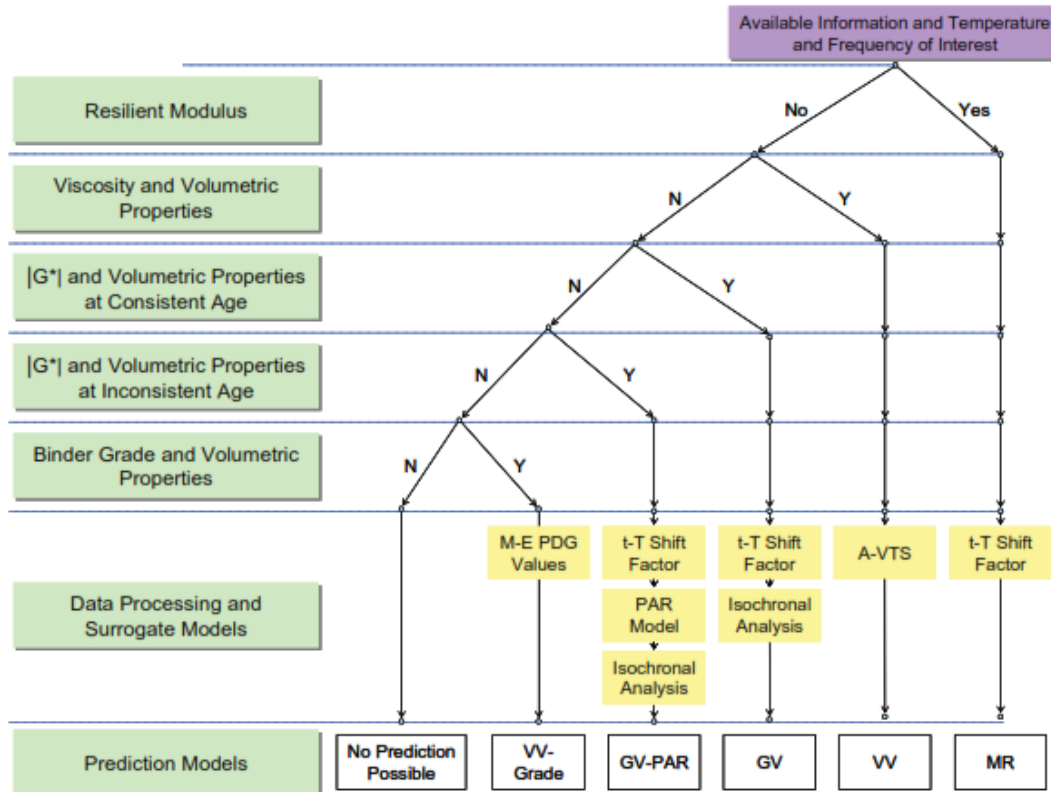 Available Information and Temperature
and Frequency of Interest
Resilient Modulus
No
Yes
Viscosity and Volumetric
Properties
N
Y
|G*| and Volumetric Properties
at Consistent Age
N
Y
|G*| and Volumetric Properties
at Inconsistent Age
N
Y
Binder Grade and Volumetric
Properties
N
Y
Data Processing and
Surrogate Models
M-E PDG
Values
t-T Shift
Factor
PAR
Model
Isochronal
Analysis
t-T Shift
Factor
Isochronal
Analysis
A-VTS
t-T Shift
Factor
Prediction Models
No Prediction
Possible
VV-
Grade
GV-PAR
GV
VV
MR